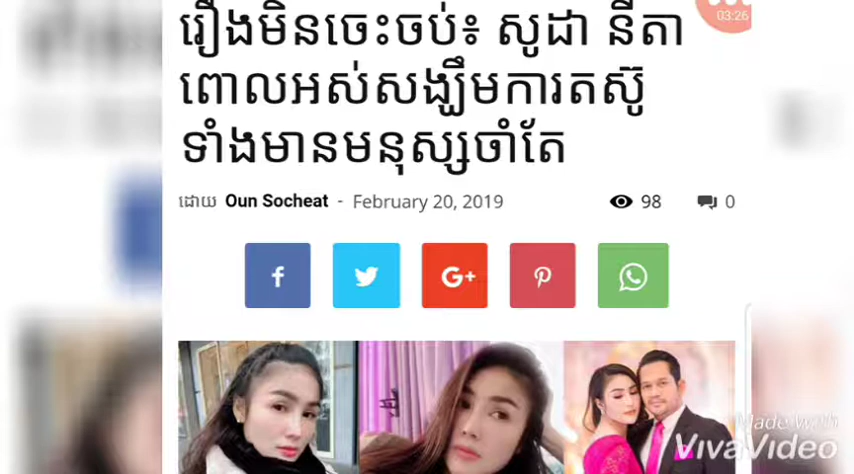 03:26
រឿងមិនចេះចប់៖ សូដា នីតា
ពោលអស់សង្ឃឹមការតស៊ូ
ទាំងមានមនុស្សចាំតែ
ដោយ Oun Socheat - February 20, 2019 98 0
f G+
Made with
VivaVideo